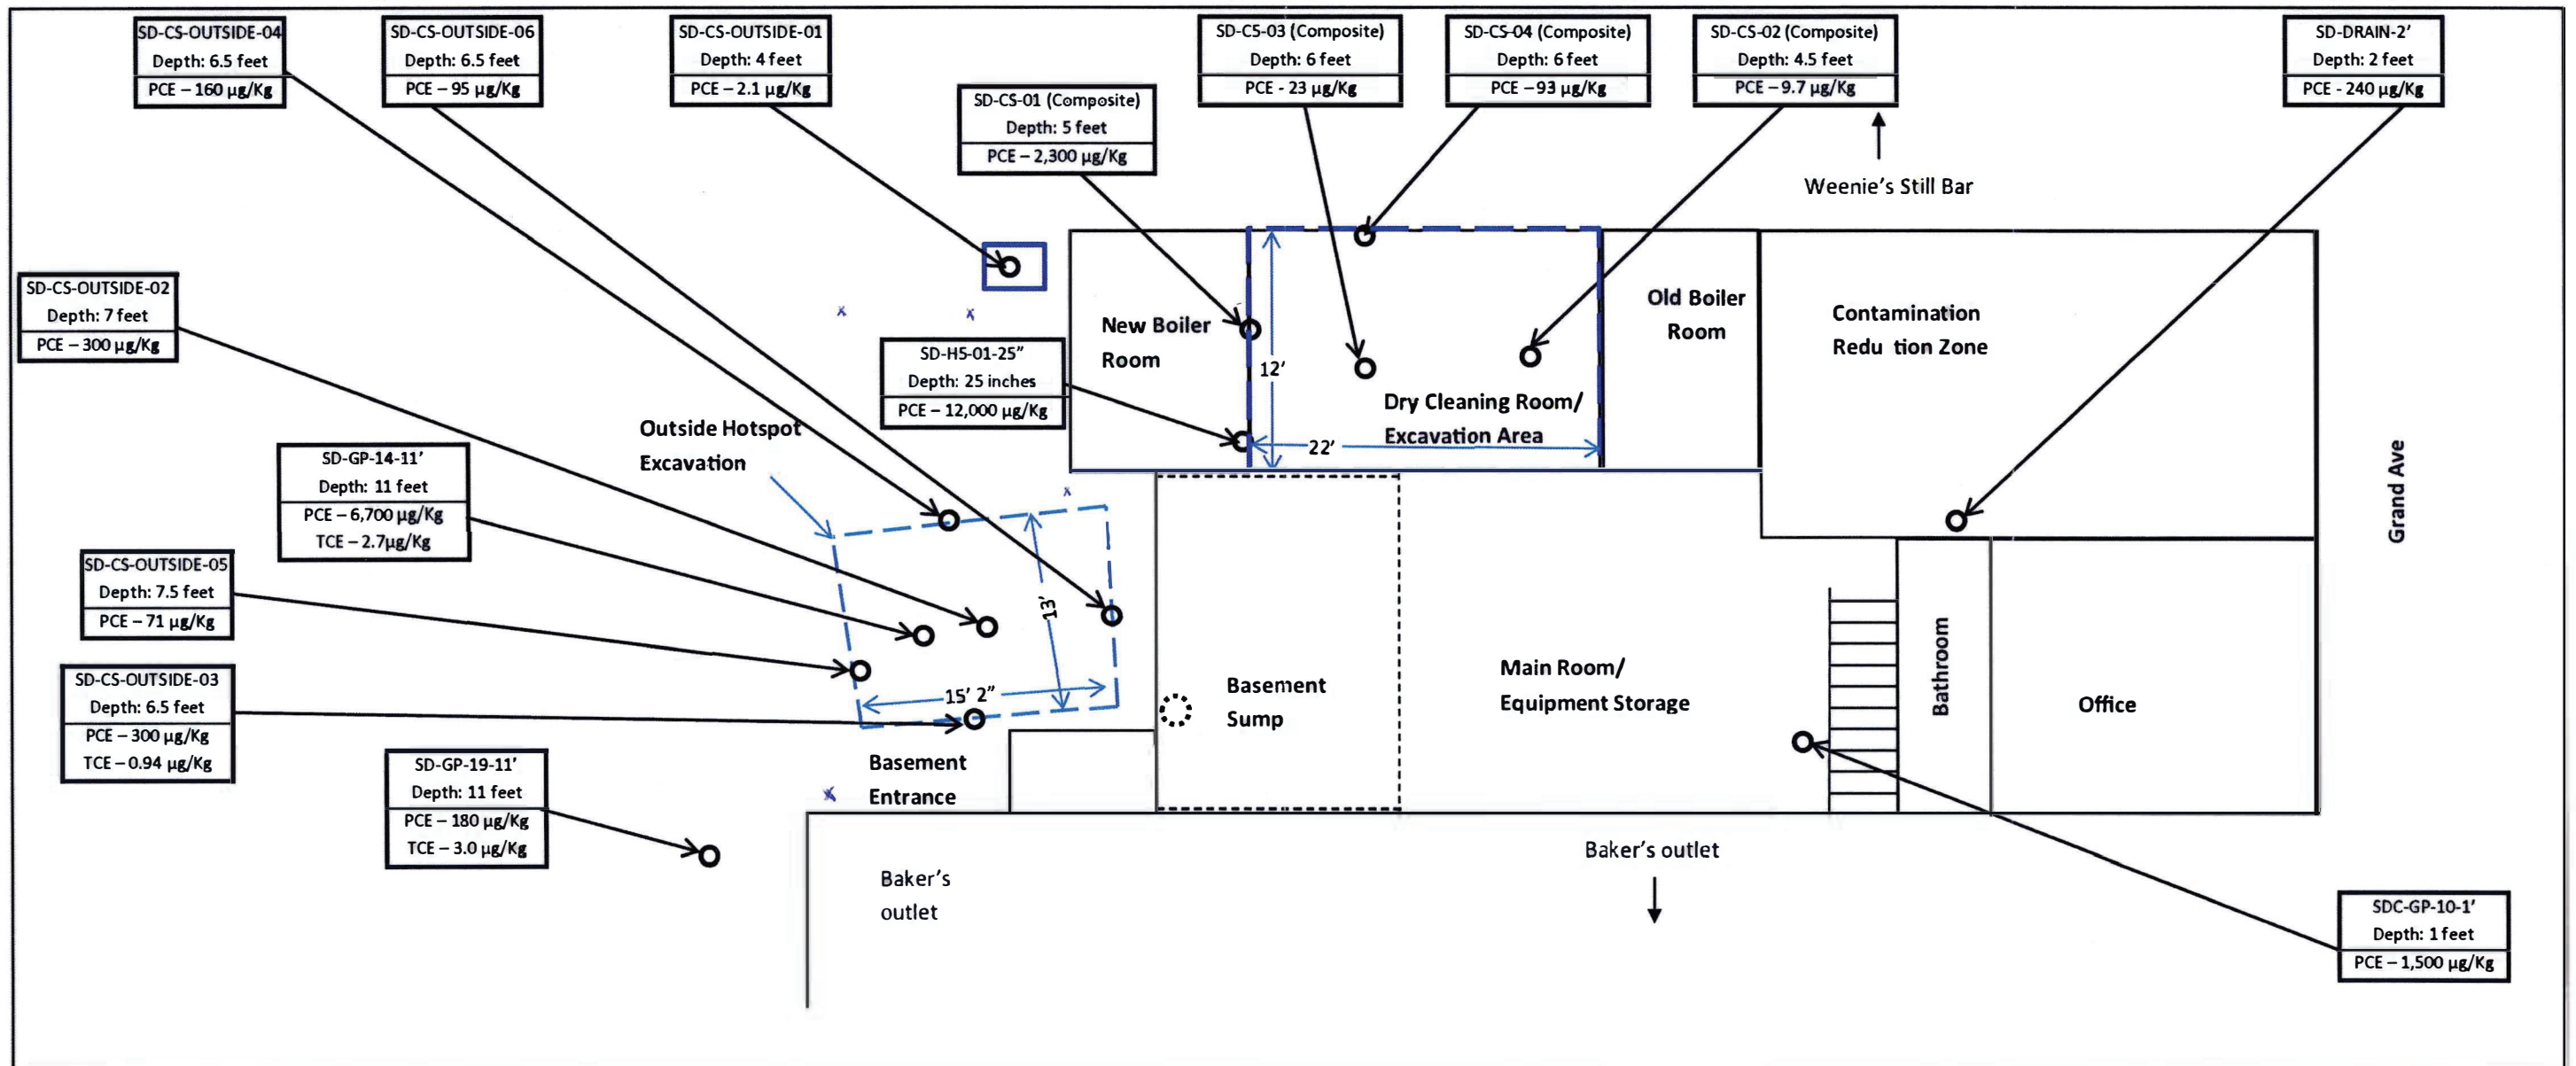 SD-CS-OUTSIDE-04
Depth: 6.5 feet
PCE – 160 µg/Kg
SD-CS-OUTSIDE-06
Depth: 6.5 feet
PCE – 95 µg/Kg
SD-CS-OUTSIDE-01
Depth: 4 feet
PCE – 2.1 µg/Kg
SD-CS-01 (Composite)
Depth: 5 feet
PCE – 2,300 µg/Kg
SD-CS-03 (Composite)
Depth: 6 feet
PCE - 23 µg/Kg
SD-CS-04 (Composite)
Depth: 6 feet
PCE – 93 µg/Kg
SD-CS-02 (Composite)
Depth: 4.5 feet
PCE – 9.7 µg/Kg
SD-DRAIN-2’
Depth: 2 feet
PCE - 240 µg/Kg
Weenie’s Still Bar
SD-CS-OUTSIDE-02
Depth: 7 feet
PCE – 300 µg/Kg
SD-HS-01-25”
Depth: 25 inches
PCE – 12,000 µg/Kg
New Boiler
Room
12’
22’
Dry Cleaning Room/
Excavation Area
Old Boiler
Room
Contamination
Redu tion Zone
Grand Ave
Outside Hotspot
Excavation
SD-GP-14-11’
Depth: 11 feet
PCE – 6,700 µg/Kg
TCE – 2.7µg/Kg
SD-CS-OUTSIDE-05
Depth: 7.5 feet
PCE – 71 µg/Kg
SD-CS-OUTSIDE-03
Depth: 6.5 feet
PCE – 300 µg/Kg
TCE – 0.94 µg/Kg
13’
15’ 2”
Basement
Sump
Main Room/
Equipment Storage
Bathroom
Office
Basement
Entrance
SD-GP-19-11’
Depth: 11 feet
PCE – 180 µg/Kg
TCE – 3.0 µg/Kg
Baker’s
outlet
Baker’s outlet
SDC-GP-10-1’
Depth: 1 feet
PCE – 1,500 µg/Kg